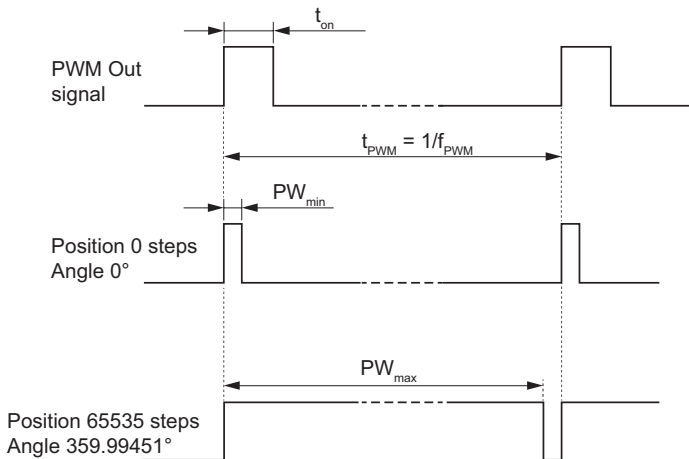 t_on
PWM Out
signal
t_PWM = 1/f_PWM
PW_min
Position 0 steps
Angle 0°
PW_max
Position 65535 steps
Angle 359.99451°